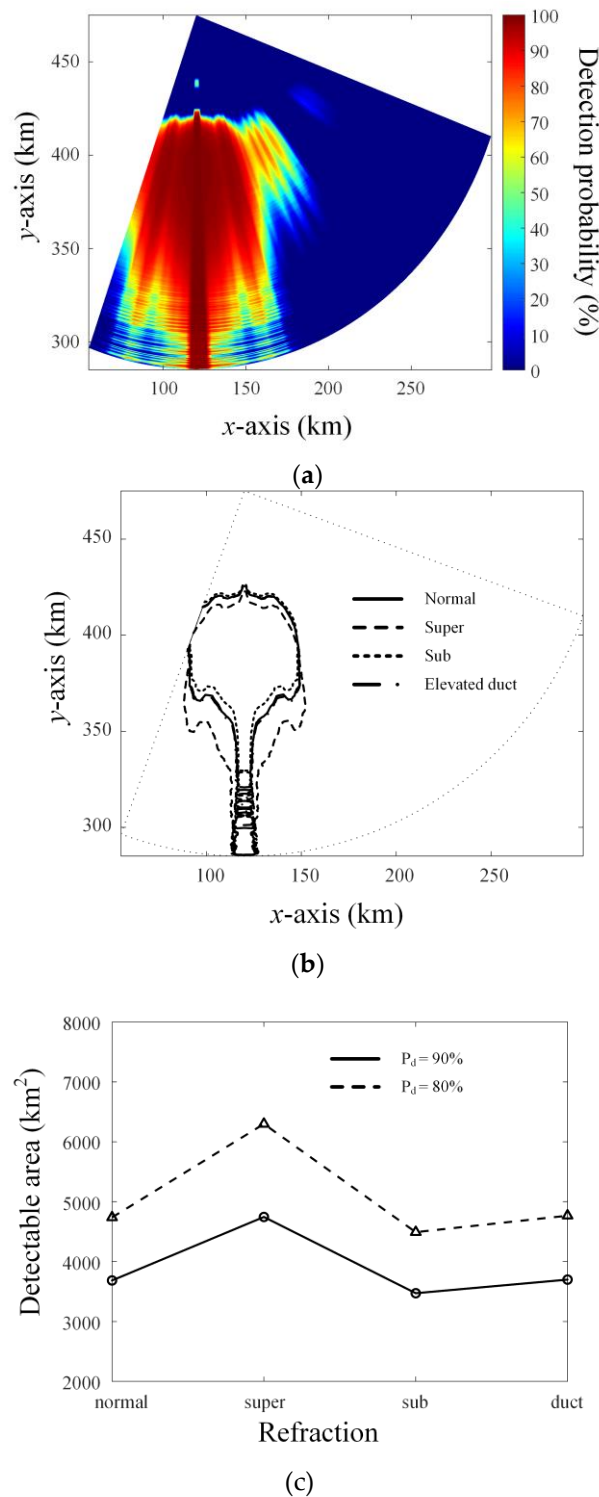 450
400
350
300
y-axis (km)
100 150 200 250
x-axis (km)
100
90
80
70
60
50
40
30
20
10
0
Detection probability (%)
(a)
450
400
350
300
y-axis (km)
Normal
Super
Sub
Elevated duct
100 150 200 250
x-axis (km)
(b)
8000
7000
6000
5000
4000
3000
2000
Detectable area (km²)
P_d = 90%
P_d = 80%
normal super sub duct
Refraction
(c)